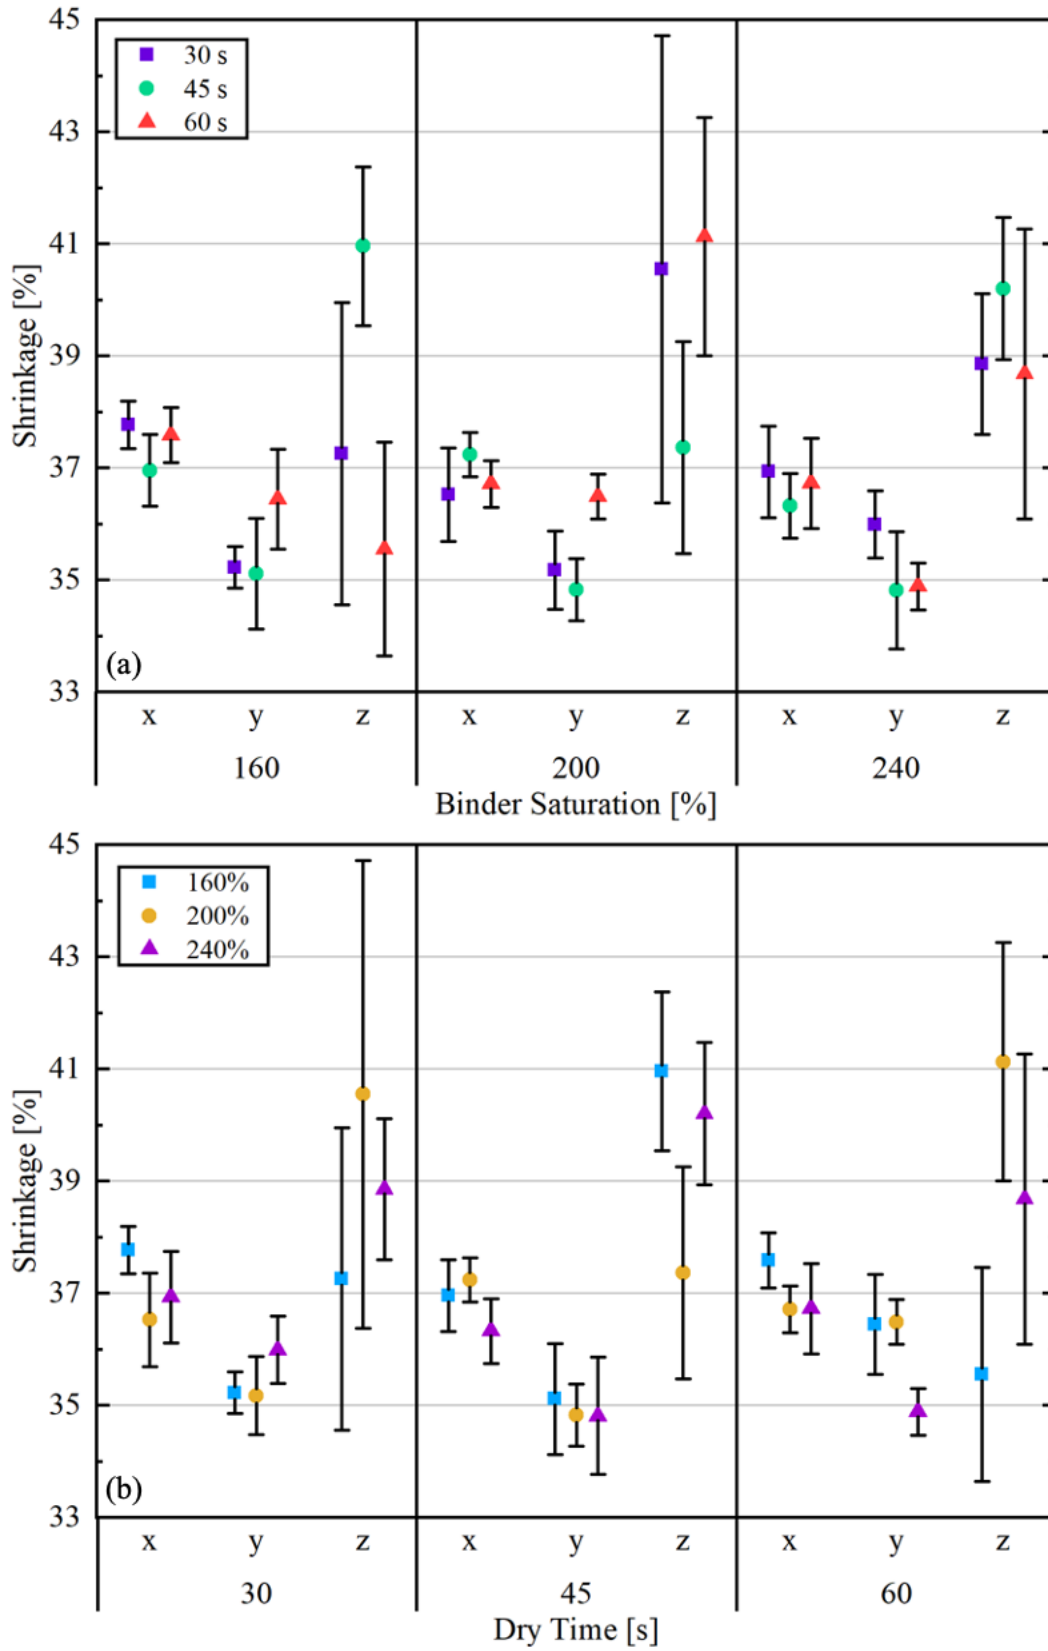 45
30 s
45 s
60 s
43
41
39
37
35
33
Shrinkage [%]
(a)
x y z x y z x y z
160 200 240
Binder Saturation [%]
45
160%
200%
240%
43
41
39
37
35
33
Shrinkage [%]
(b)
x y z x y z x y z
30 45 60
Dry Time [s]